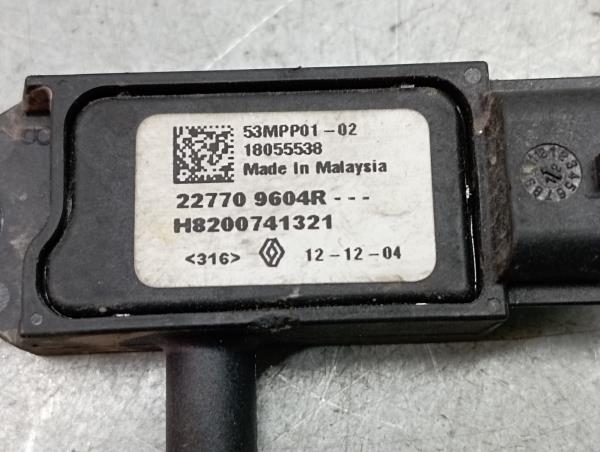 53MPP01-02
18055538
Made In Malaysia
22770 9604R - - -
H8200741321
<316> 12-12-04